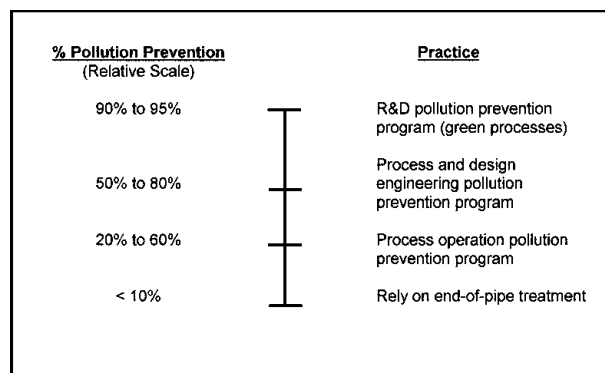 % Pollution Prevention
(Relative Scale)
Practice
90% to 95%
R&D pollution prevention
program (green processes)
50% to 80%
Process and design
engineering pollution
prevention program
20% to 60%
Process operation pollution
prevention program
< 10%
Rely on end-of-pipe treatment